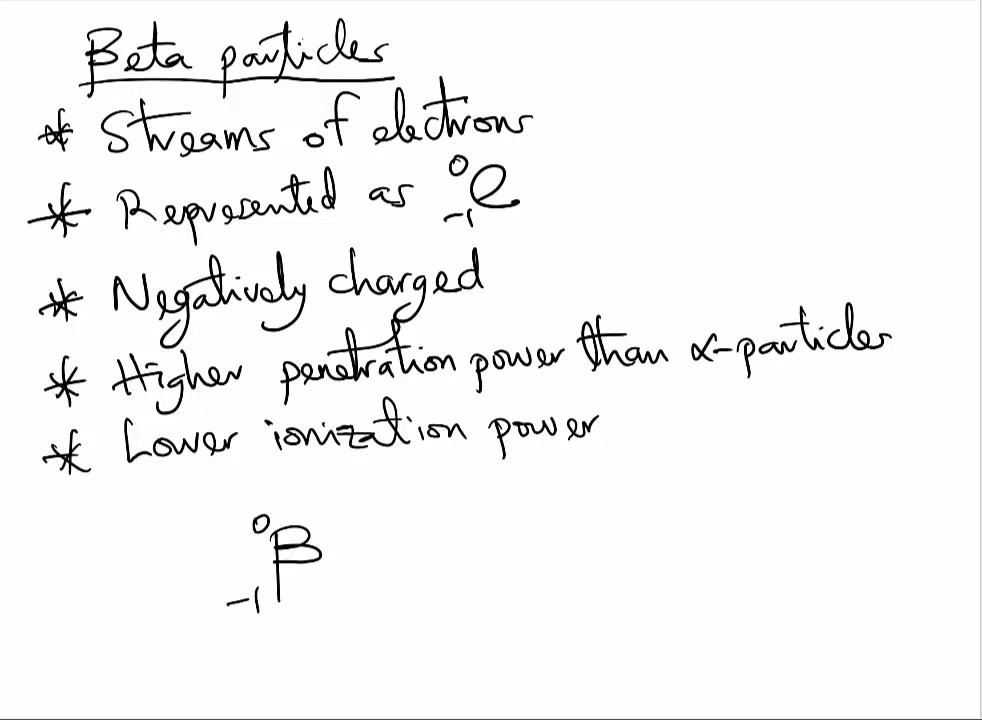 Beta particles
* Streams of electrons
* Represented as ⁰₋₁e
* Negatively charged
* Higher penetration power than α-particles
* Lower ionization power
⁰₋₁β